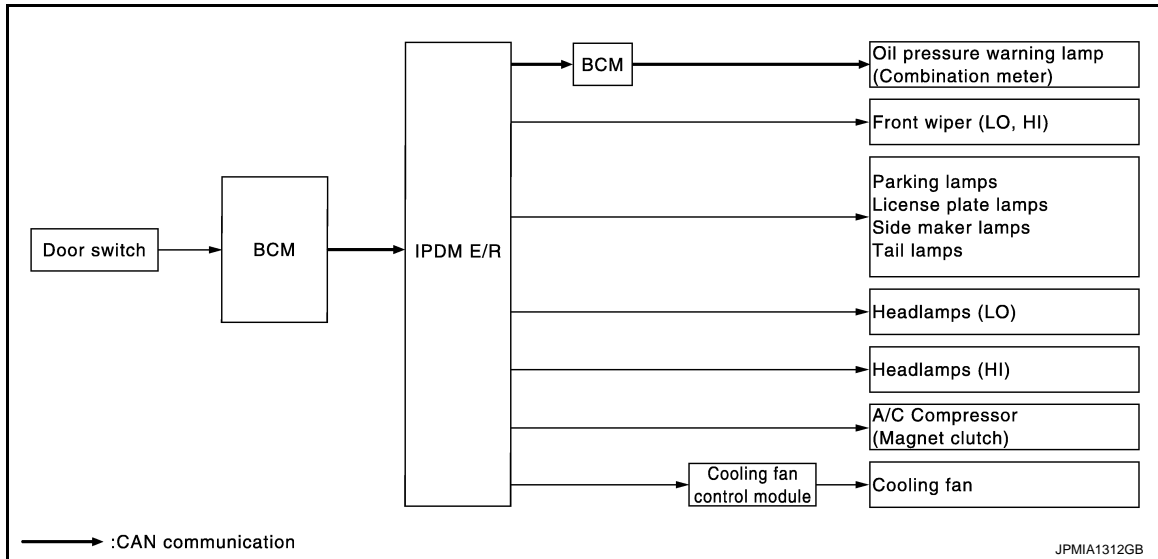 Door switch
BCM
IPDM E/R
BCM
Oil pressure warning lamp
(Combination meter)
Front wiper (LO, HI)
Parking lamps
License plate lamps
Side maker lamps
Tail lamps
Headlamps (LO)
Headlamps (HI)
A/C Compressor
(Magnet clutch)
Cooling fan
control module
Cooling fan
:CAN communication
JPMIA1312GB